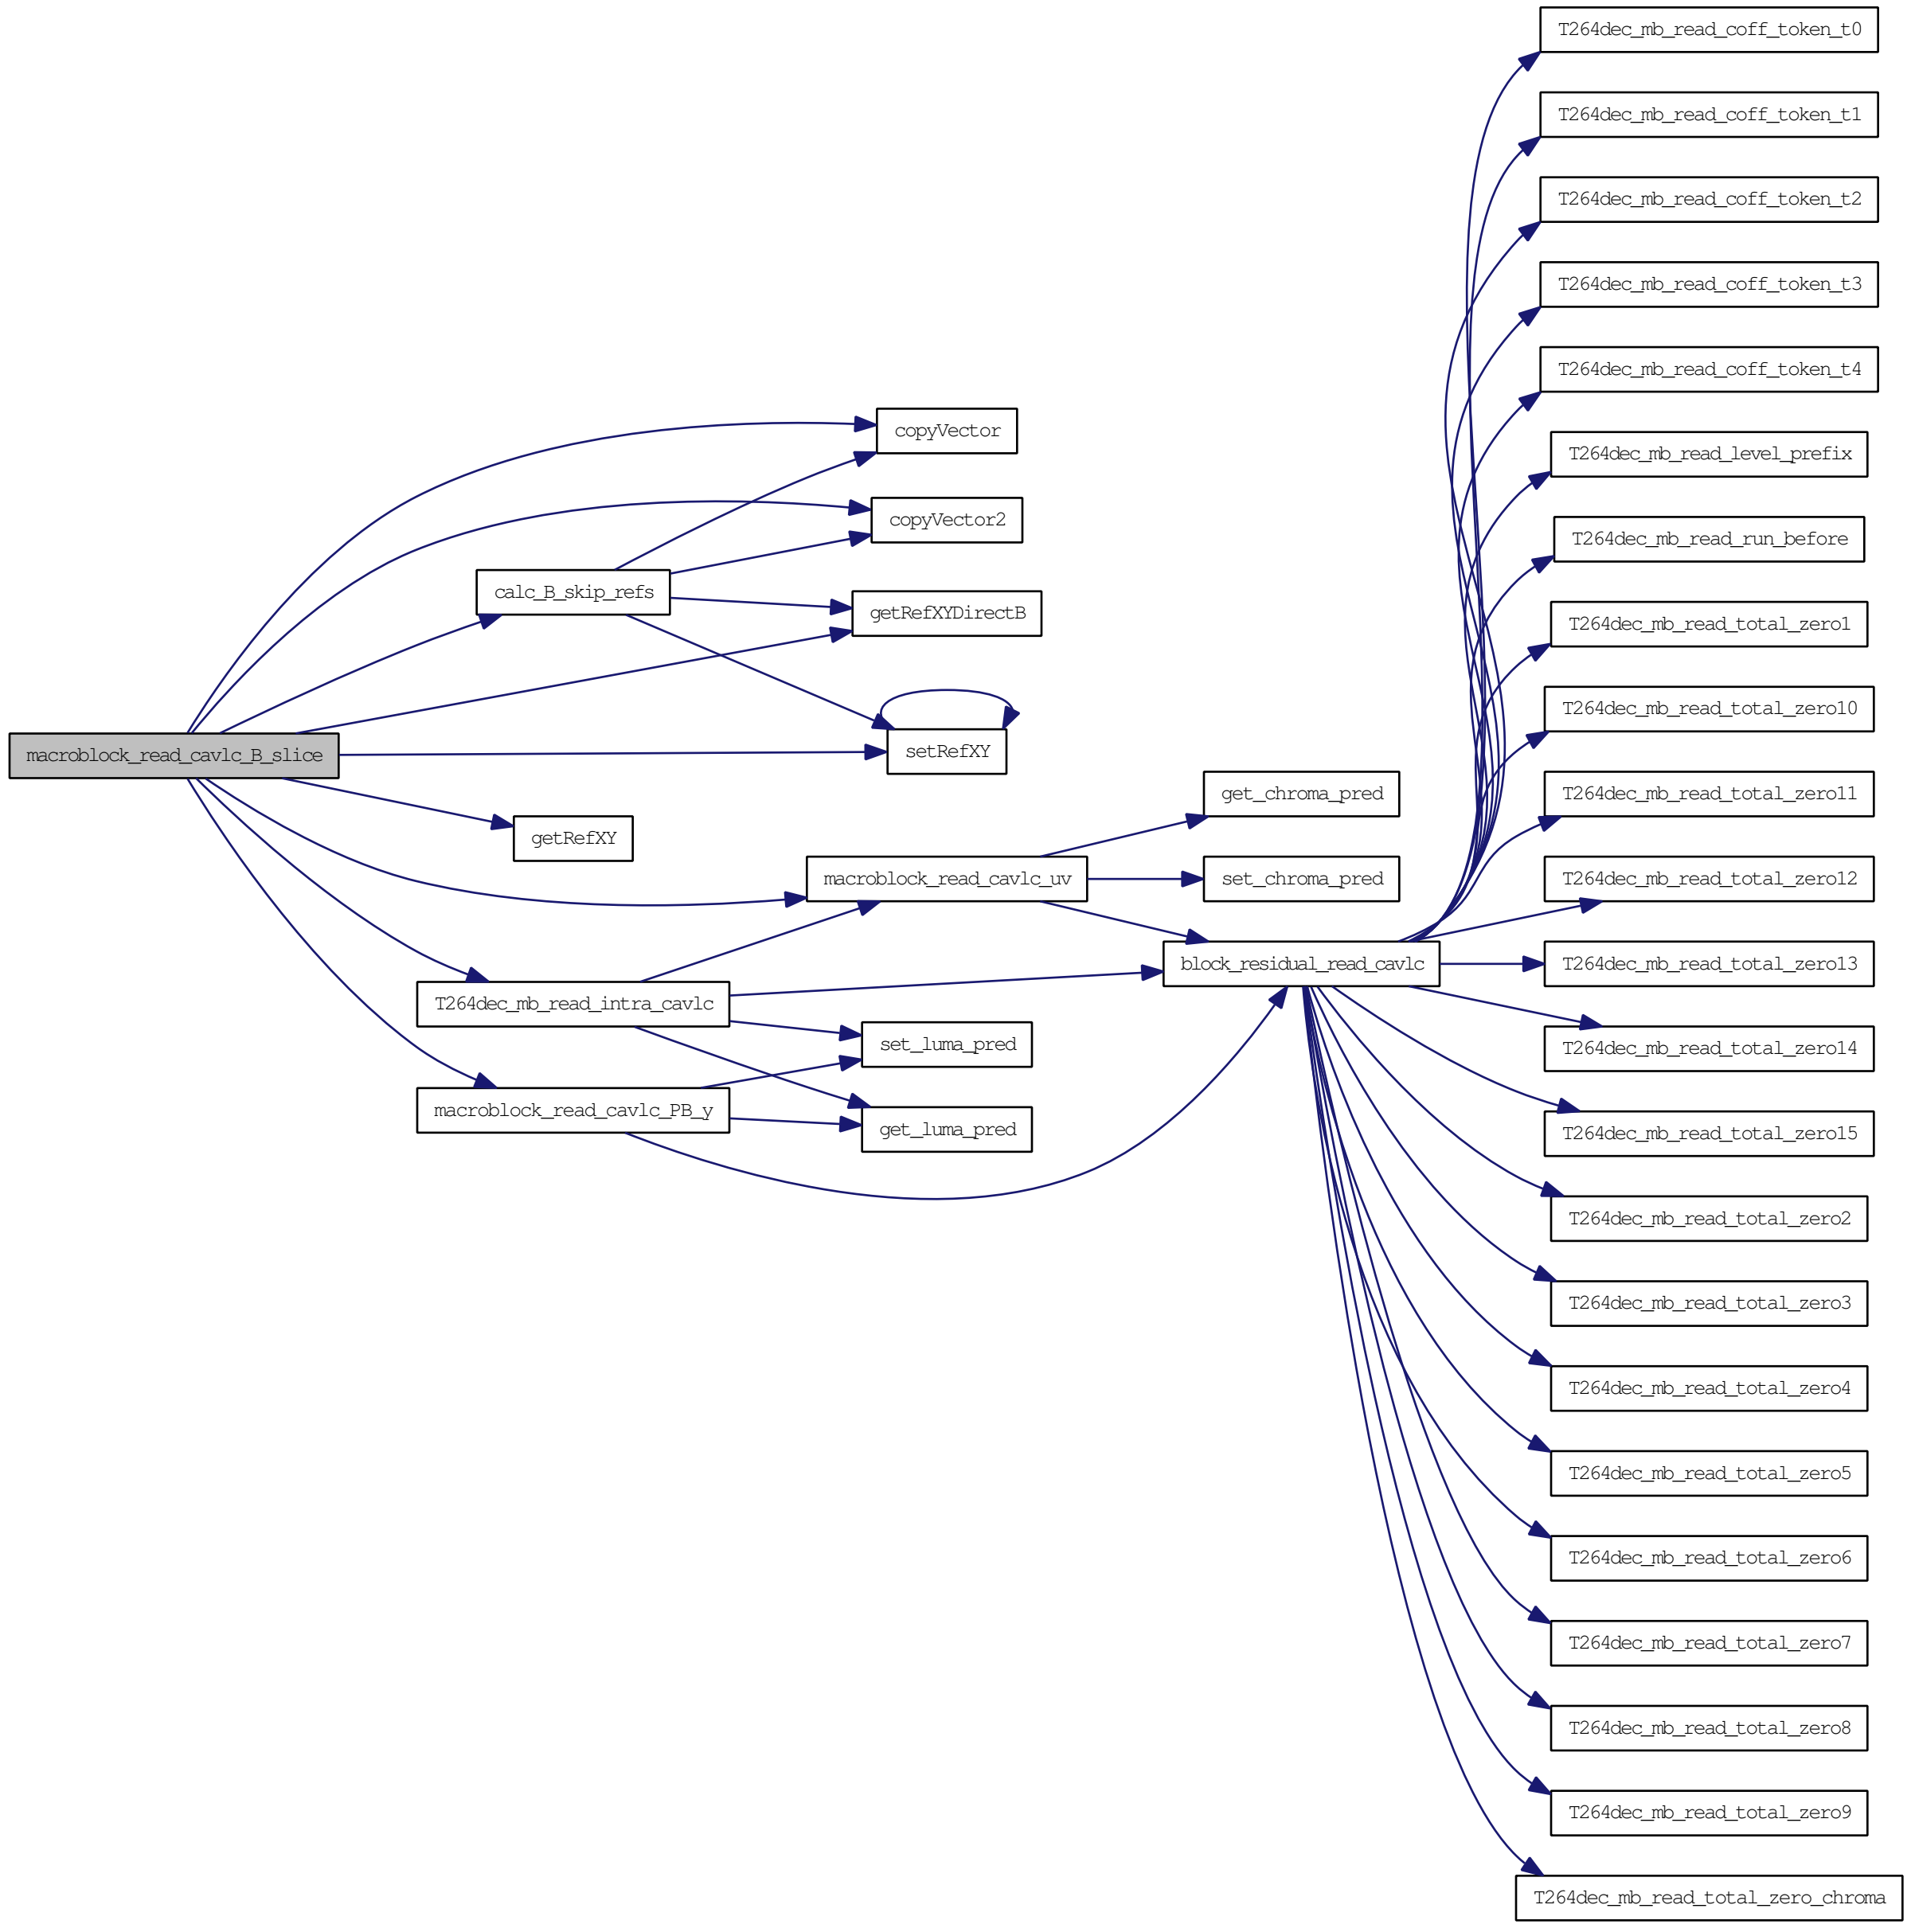 macroblock_read_cavlc_B_slice
copyVector
copyVector2
calc_B_skip_refs
getRefXYDirectB
setRefXY
getRefXY
macroblock_read_cavlc_uv
get_chroma_pred
set_chroma_pred
block_residual_read_cavlc
T264dec_mb_read_intra_cavlc
set_luma_pred
macroblock_read_cavlc_PB_y
get_luma_pred
T264dec_mb_read_coff_token_t0
T264dec_mb_read_coff_token_t1
T264dec_mb_read_coff_token_t2
T264dec_mb_read_coff_token_t3
T264dec_mb_read_coff_token_t4
T264dec_mb_read_level_prefix
T264dec_mb_read_run_before
T264dec_mb_read_total_zero1
T264dec_mb_read_total_zero10
T264dec_mb_read_total_zero11
T264dec_mb_read_total_zero12
T264dec_mb_read_total_zero13
T264dec_mb_read_total_zero14
T264dec_mb_read_total_zero15
T264dec_mb_read_total_zero2
T264dec_mb_read_total_zero3
T264dec_mb_read_total_zero4
T264dec_mb_read_total_zero5
T264dec_mb_read_total_zero6
T264dec_mb_read_total_zero7
T264dec_mb_read_total_zero8
T264dec_mb_read_total_zero9
T264dec_mb_read_total_zero_chroma